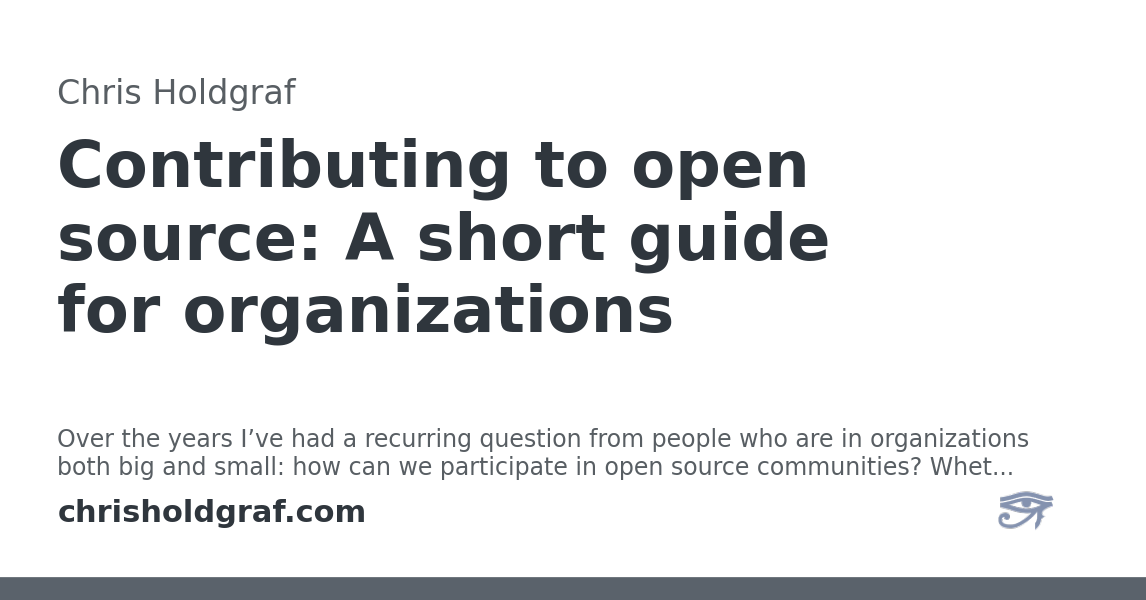 Chris Holdgraf
Contributing to open
source: A short guide
for organizations
Over the years I’ve had a recurring question from people who are in organizations
both big and small: how can we participate in open source communities? Whet...
chrisholdgraf.com